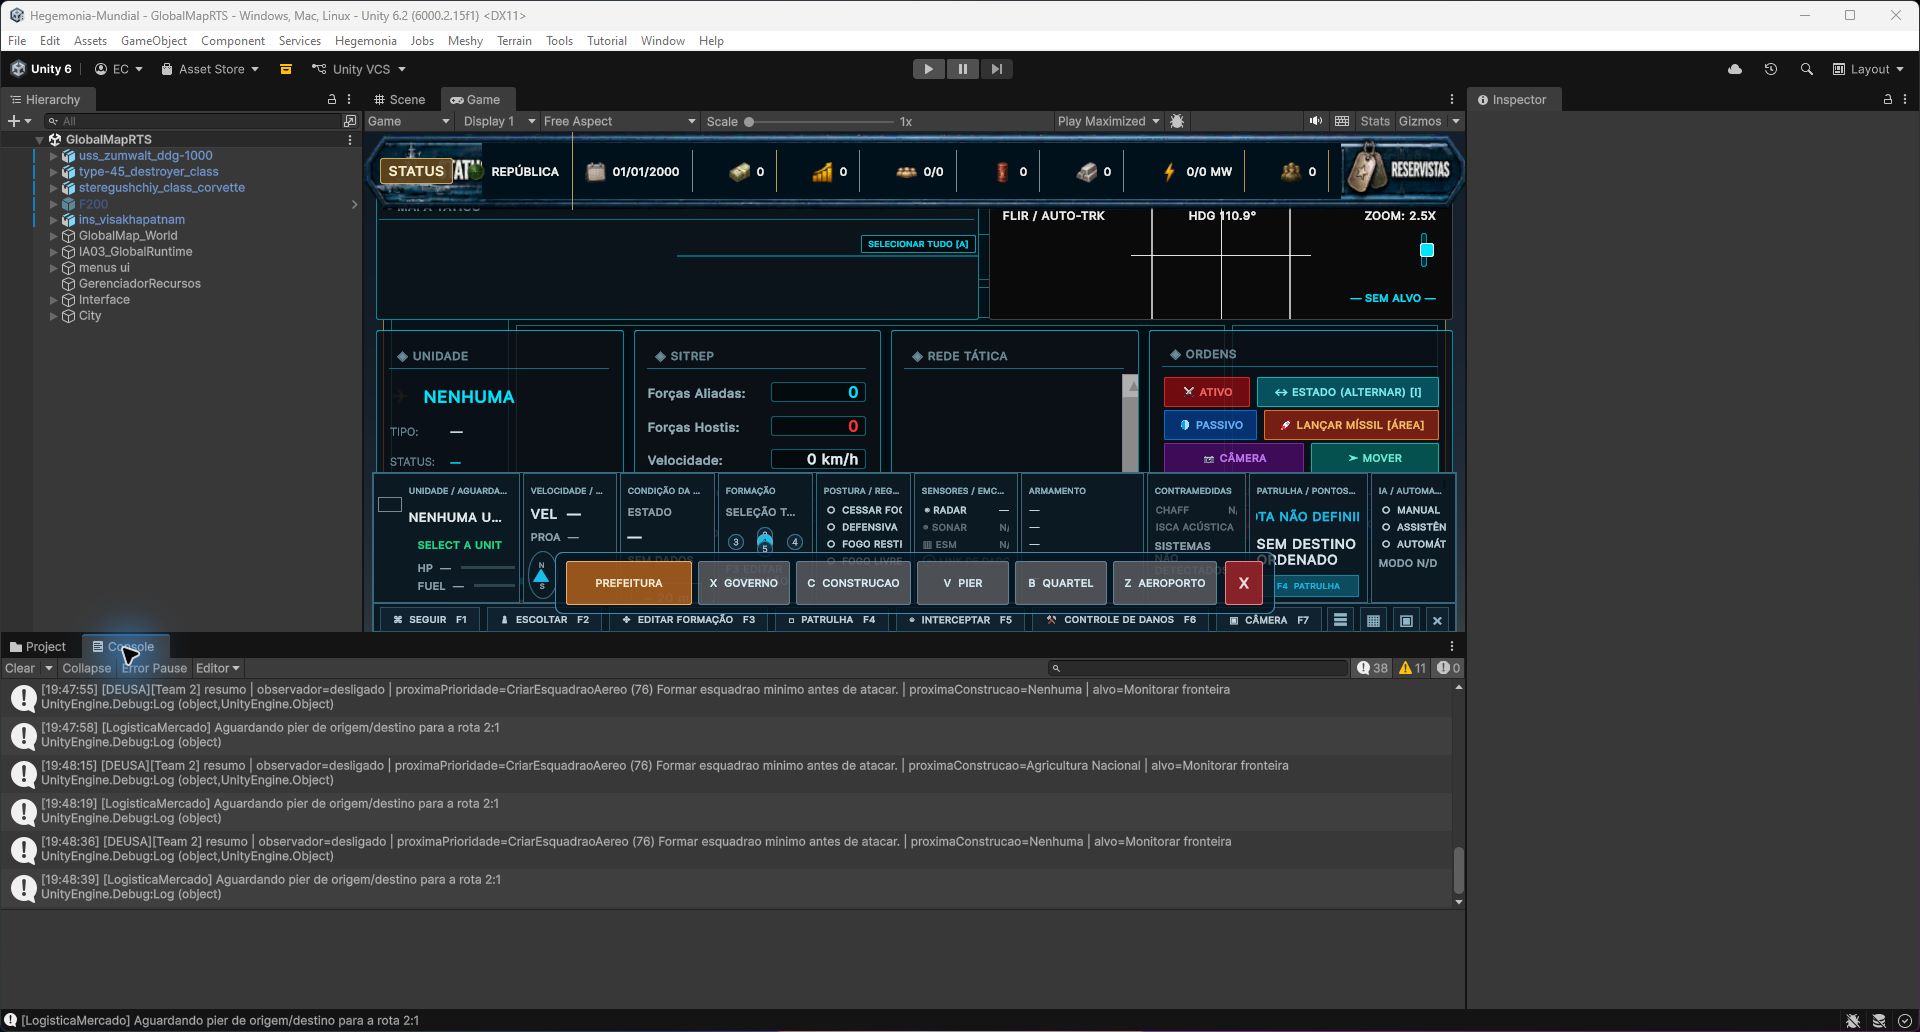 Hegemonia-Mundial - GlobalMapRTS - Windows, Mac, Linux - Unity 6.2 (6000.2.15f1) <DX11>
File Edit Assets GameObject Component Services Hegemonia Jobs Meshy Terrain Tools Tutorial Window Help
Unity 6 EC Asset Store Unity VCS Layout
Hierarchy
All
GlobalMapRTS
uss_zumwalt_ddg-1000
type-45_destroyer_class
steregushchiy_class_corvette
F200
ins_visakhapatnam
GlobalMap_World
IA03_GlobalRuntime
menus ui
GerenciadorRecursos
Interface
City
Scene Game
Game Display 1 Free Aspect Scale 1x Play Maximized Stats Gizmos
Inspector
STATUS REPÚBLICA 01/01/2000 0 0 0/0 0 0 0/0 MW 0 RESERVISTAS
FLIR / AUTO-TRK HDG 110.9° ZOOM: 2.5X
SELECIONAR TUDO [A]
— SEM ALVO —
UNIDADE SITREP REDE TÁTICA ORDENS
NENHUMA
TIPO: —
STATUS: —
Forças Aliadas: 0
Forças Hostis: 0
Velocidade: 0 km/h
ATIVO ESTADO (ALTERNAR) [I]
PASSIVO LANÇAR MÍSSIL [ÁREA]
CÂMERA MOVER
UNIDADE / AGUARDA...
NENHUMA U...
SELECT A UNIT
HP —
FUEL —
VELOCIDADE / ...
VEL —
PROA —
N
S
CONDIÇÃO DA ...
ESTADO
—
FORMAÇÃO
SELEÇÃO T...
3 5 4
POSTURA / REG...
CESSAR FO
DEFENSIVA
FOGO RESTI
SENSORES / EMC...
RADAR —
SONAR N/
ESM N/
ARMAMENTO
—
—
—
CONTRAMEDIDAS
CHAFF N/
ISCA ACÚSTICA
SISTEMAS
PATRULHA / PONTOS...
OTA NÃO DEFINII
SEM DESTINO
ORDENADO
F4 PATRULHA
IA / AUTOMA...
MANUAL
ASSISTÊN
AUTOMÁT
MODO N/D
PREFEITURA X GOVERNO C CONSTRUCAO V PIER B QUARTEL Z AEROPORTO X
SEGUIR F1 ESCOLTAR F2 EDITAR FORMAÇÃO F3 PATRULHA F4 INTERCEPTAR F5 CONTROLE DE DANOS F6 CÂMERA F7
Project Console
Clear Collapse Error Pause Editor 38 11 0
[19:47:55] [DEUSA][Team 2] resumo | observador=desligado | proximaPrioridade=CriarEsquadraoAereo (76) Formar esquadrao minimo antes de atacar. | proximaConstrucao=Nenhuma | alvo=Monitorar fronteira
UnityEngine.Debug:Log (object,UnityEngine.Object)
[19:47:58] [LogisticaMercado] Aguardando pier de origem/destino para a rota 2:1
UnityEngine.Debug:Log (object)
[19:48:15] [DEUSA][Team 2] resumo | observador=desligado | proximaPrioridade=CriarEsquadraoAereo (76) Formar esquadrao minimo antes de atacar. | proximaConstrucao=Agricultura Nacional | alvo=Monitorar fronteira
UnityEngine.Debug:Log (object,UnityEngine.Object)
[19:48:19] [LogisticaMercado] Aguardando pier de origem/destino para a rota 2:1
UnityEngine.Debug:Log (object)
[19:48:36] [DEUSA][Team 2] resumo | observador=desligado | proximaPrioridade=CriarEsquadraoAereo (76) Formar esquadrao minimo antes de atacar. | proximaConstrucao=Nenhuma | alvo=Monitorar fronteira
UnityEngine.Debug:Log (object,UnityEngine.Object)
[19:48:39] [LogisticaMercado] Aguardando pier de origem/destino para a rota 2:1
UnityEngine.Debug:Log (object)
[LogisticaMercado] Aguardando pier de origem/destino para a rota 2:1